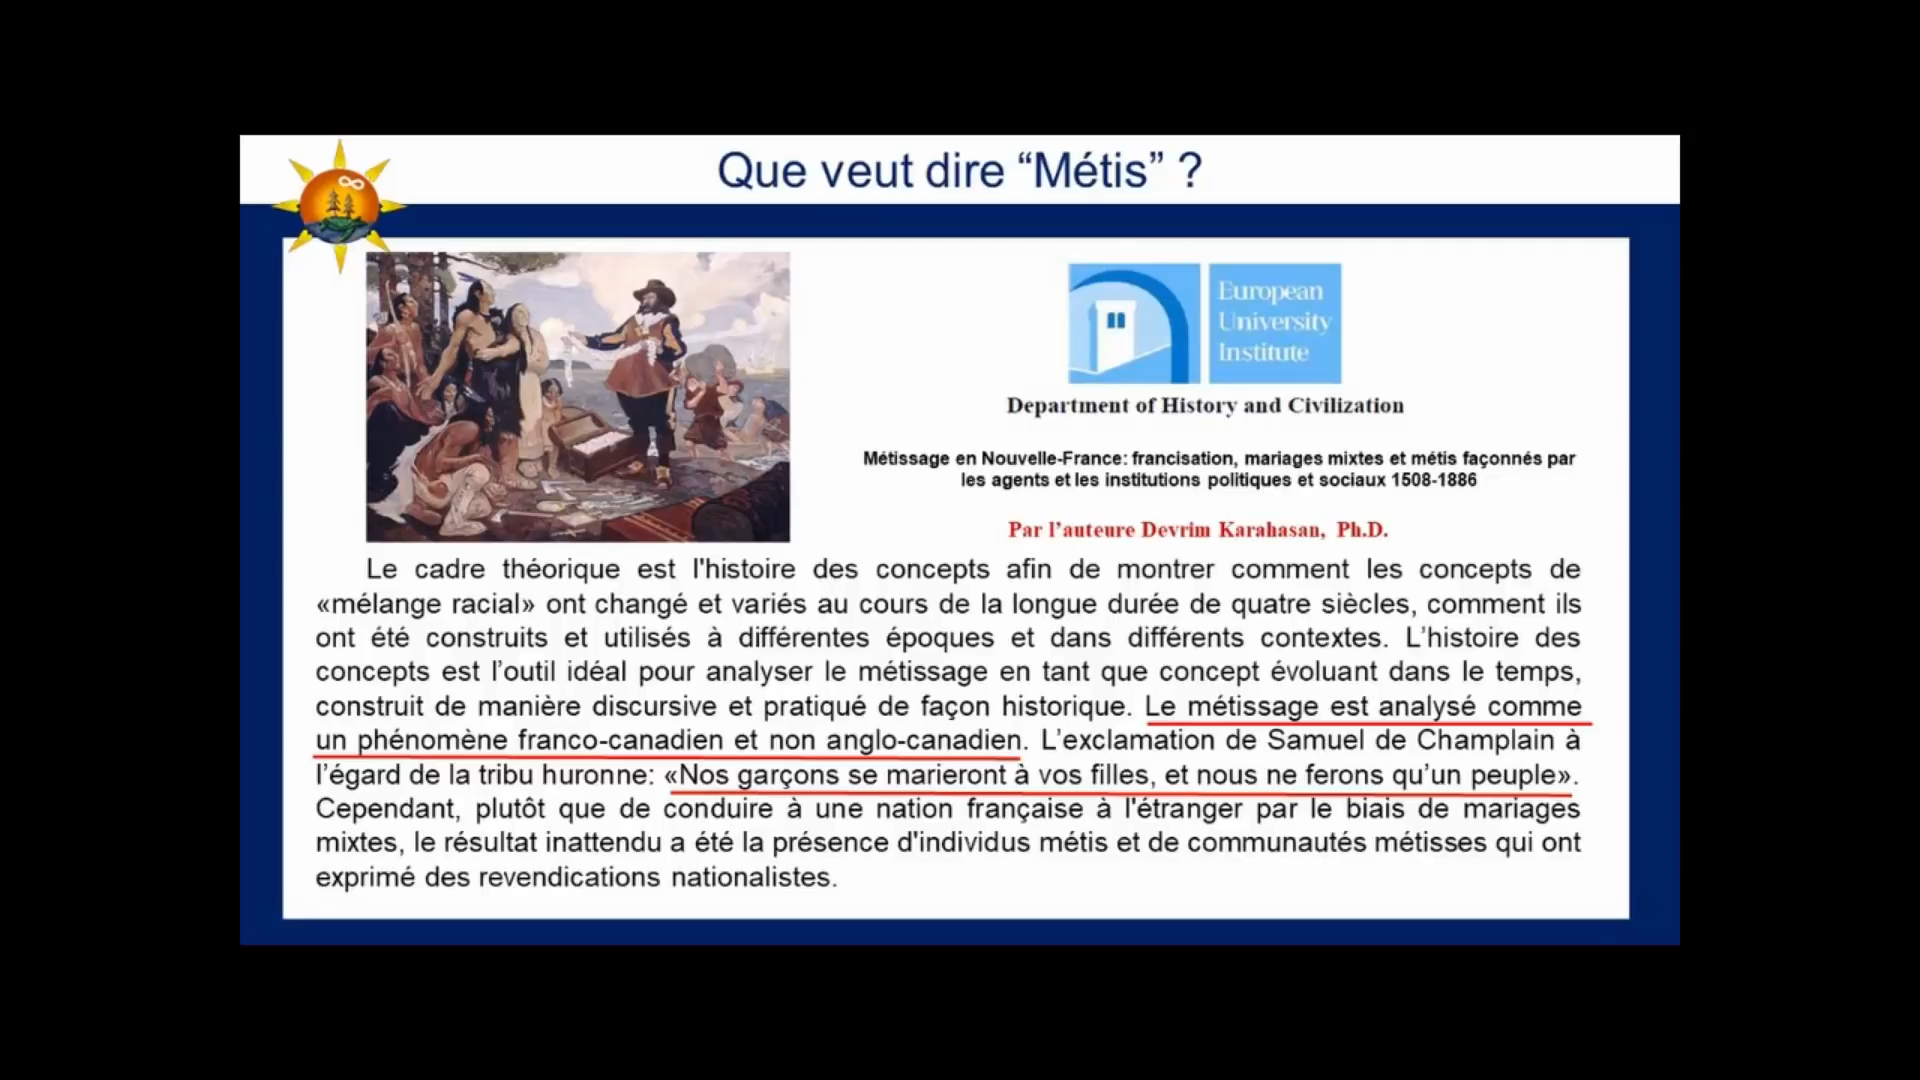 Que veut dire “Métis” ?
European
University
Institute
Department of History and Civilization
Métissage en Nouvelle-France: francisation, mariages mixtes et métis façonnés par
les agents et les institutions politiques et sociaux 1508-1886
Par l’auteure Devrim Karahasan, Ph.D.
Le cadre théorique est l'histoire des concepts afin de montrer comment les concepts de
«mélange racial» ont changé et variés au cours de la longue durée de quatre siècles, comment ils
ont été construits et utilisés à différentes époques et dans différents contextes. L’histoire des
concepts est l’outil idéal pour analyser le métissage en tant que concept évoluant dans le temps,
construit de manière discursive et pratiqué de façon historique. Le métissage est analysé comme
un phénomène franco-canadien et non anglo-canadien. L’exclamation de Samuel de Champlain à
l’égard de la tribu huronne: «Nos garçons se marieront à vos filles, et nous ne ferons qu’un peuple».
Cependant, plutôt que de conduire à une nation française à l'étranger par le biais de mariages
mixtes, le résultat inattendu a été la présence d'individus métis et de communautés métisses qui ont
exprimé des revendications nationalistes.